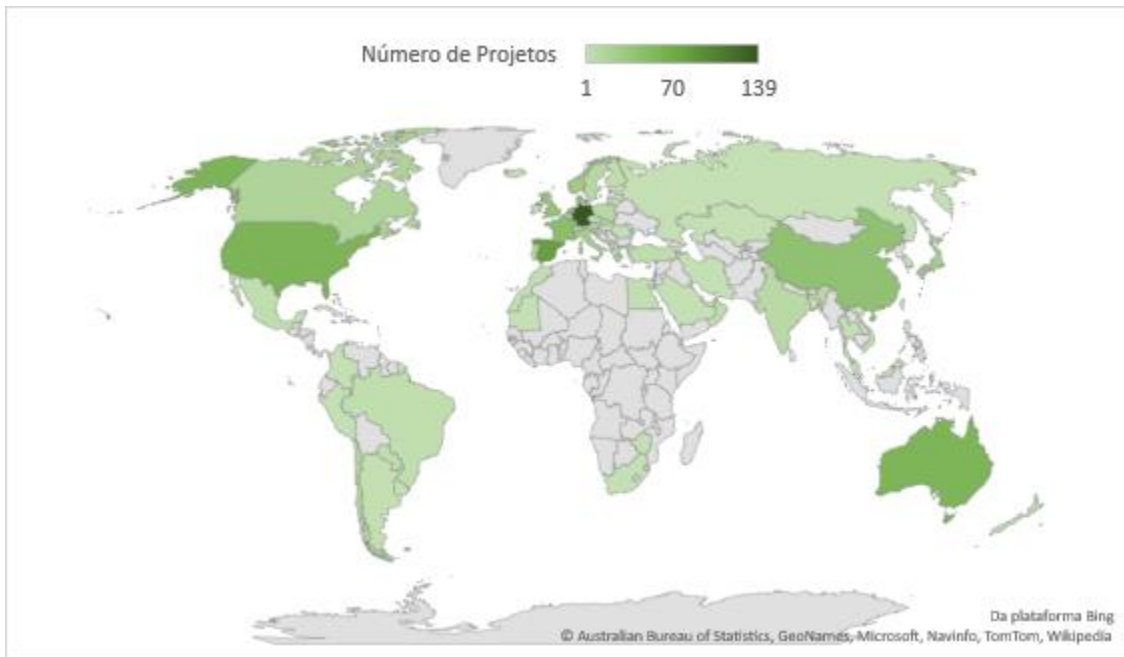 Número de Projetos
1 70 139
Da plataforma Bing
© Australian Bureau of Statistics, GeoNames, Microsoft, Navinfo, TomTom, Wikipedia